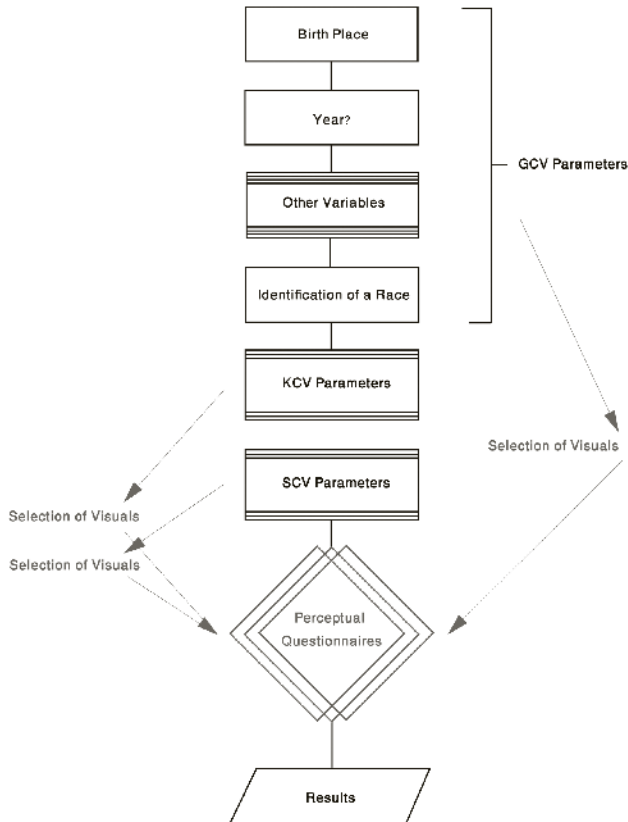 Birth Place
Year?
GCV Parameters
Other Variables
Identification of a Race
KCV Parameters
Selection of Visuals
SCV Parameters
Selection of Visuals
Selection of Visuals
Perceptual
Questionnaires
Results